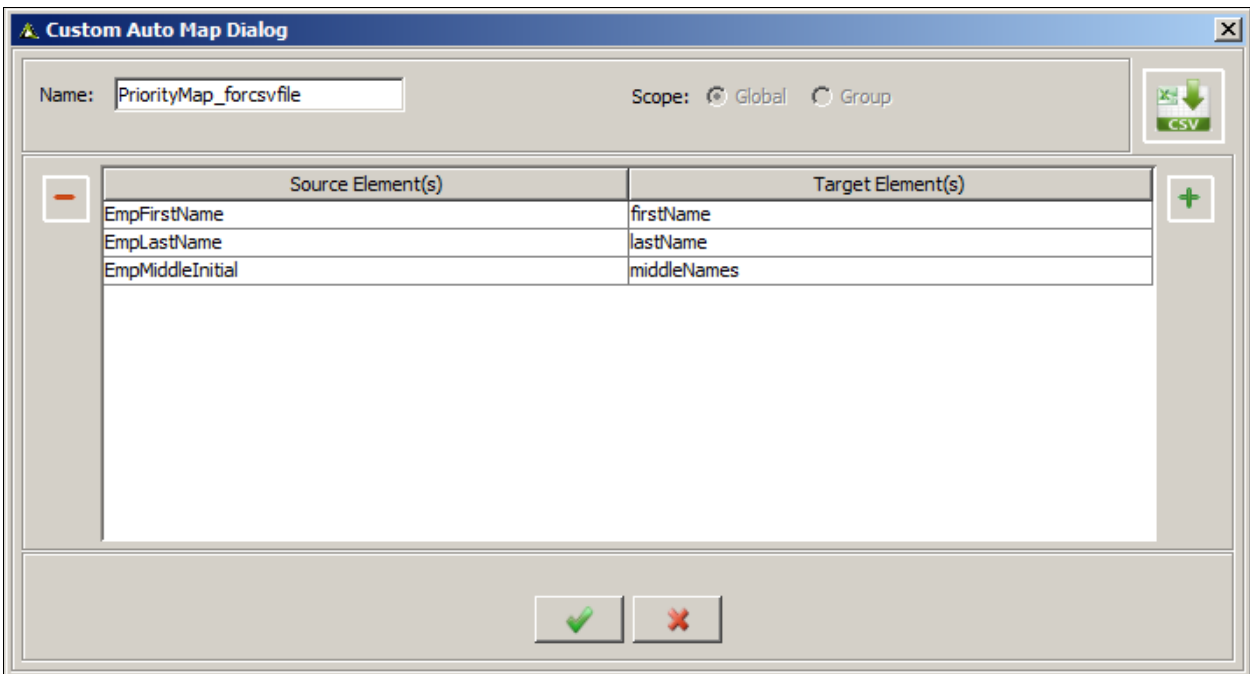 Custom Auto Map Dialog
Name: PriorityMap_forcsvfile Scope: Global Group
CSV
Source Element(s) Target Element(s)
EmpFirstName firstName
EmpLastName lastName
EmpMiddleInitial middleNames